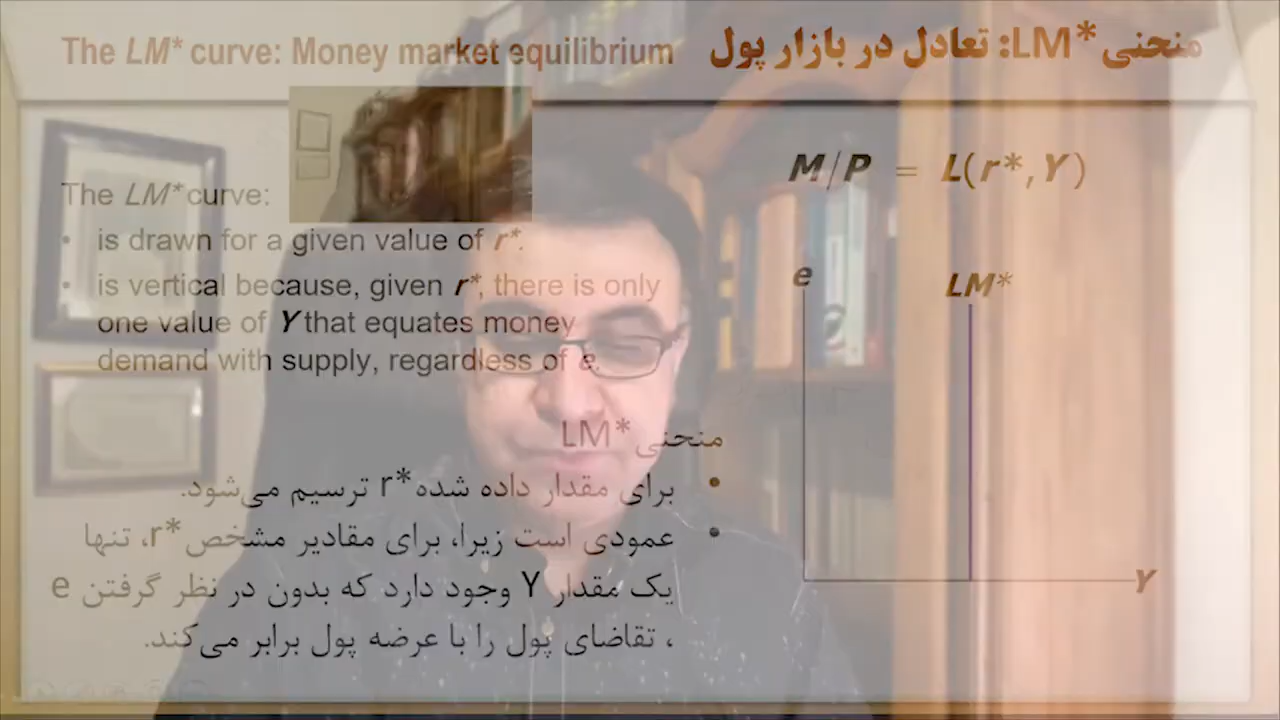 The LM* curve: Money market equilibrium
منحنی LM*: تعادل در بازار پول
The LM* curve:
• is drawn for a given value of r*.
• is vertical because, given r*, there is only
one value of Y that equates money
demand with supply, regardless of e.
M/P = L(r*,Y)
e
LM*
Y
منحنی LM*
• برای مقدار داده شده r* ترسیم می‌شود.
• عمودی است زیرا، برای مقادیر مشخص r*، تنها
یک مقدار Y وجود دارد که بدون در نظر گرفتن e
، تقاضای پول را با عرضه پول برابر می‌کند.